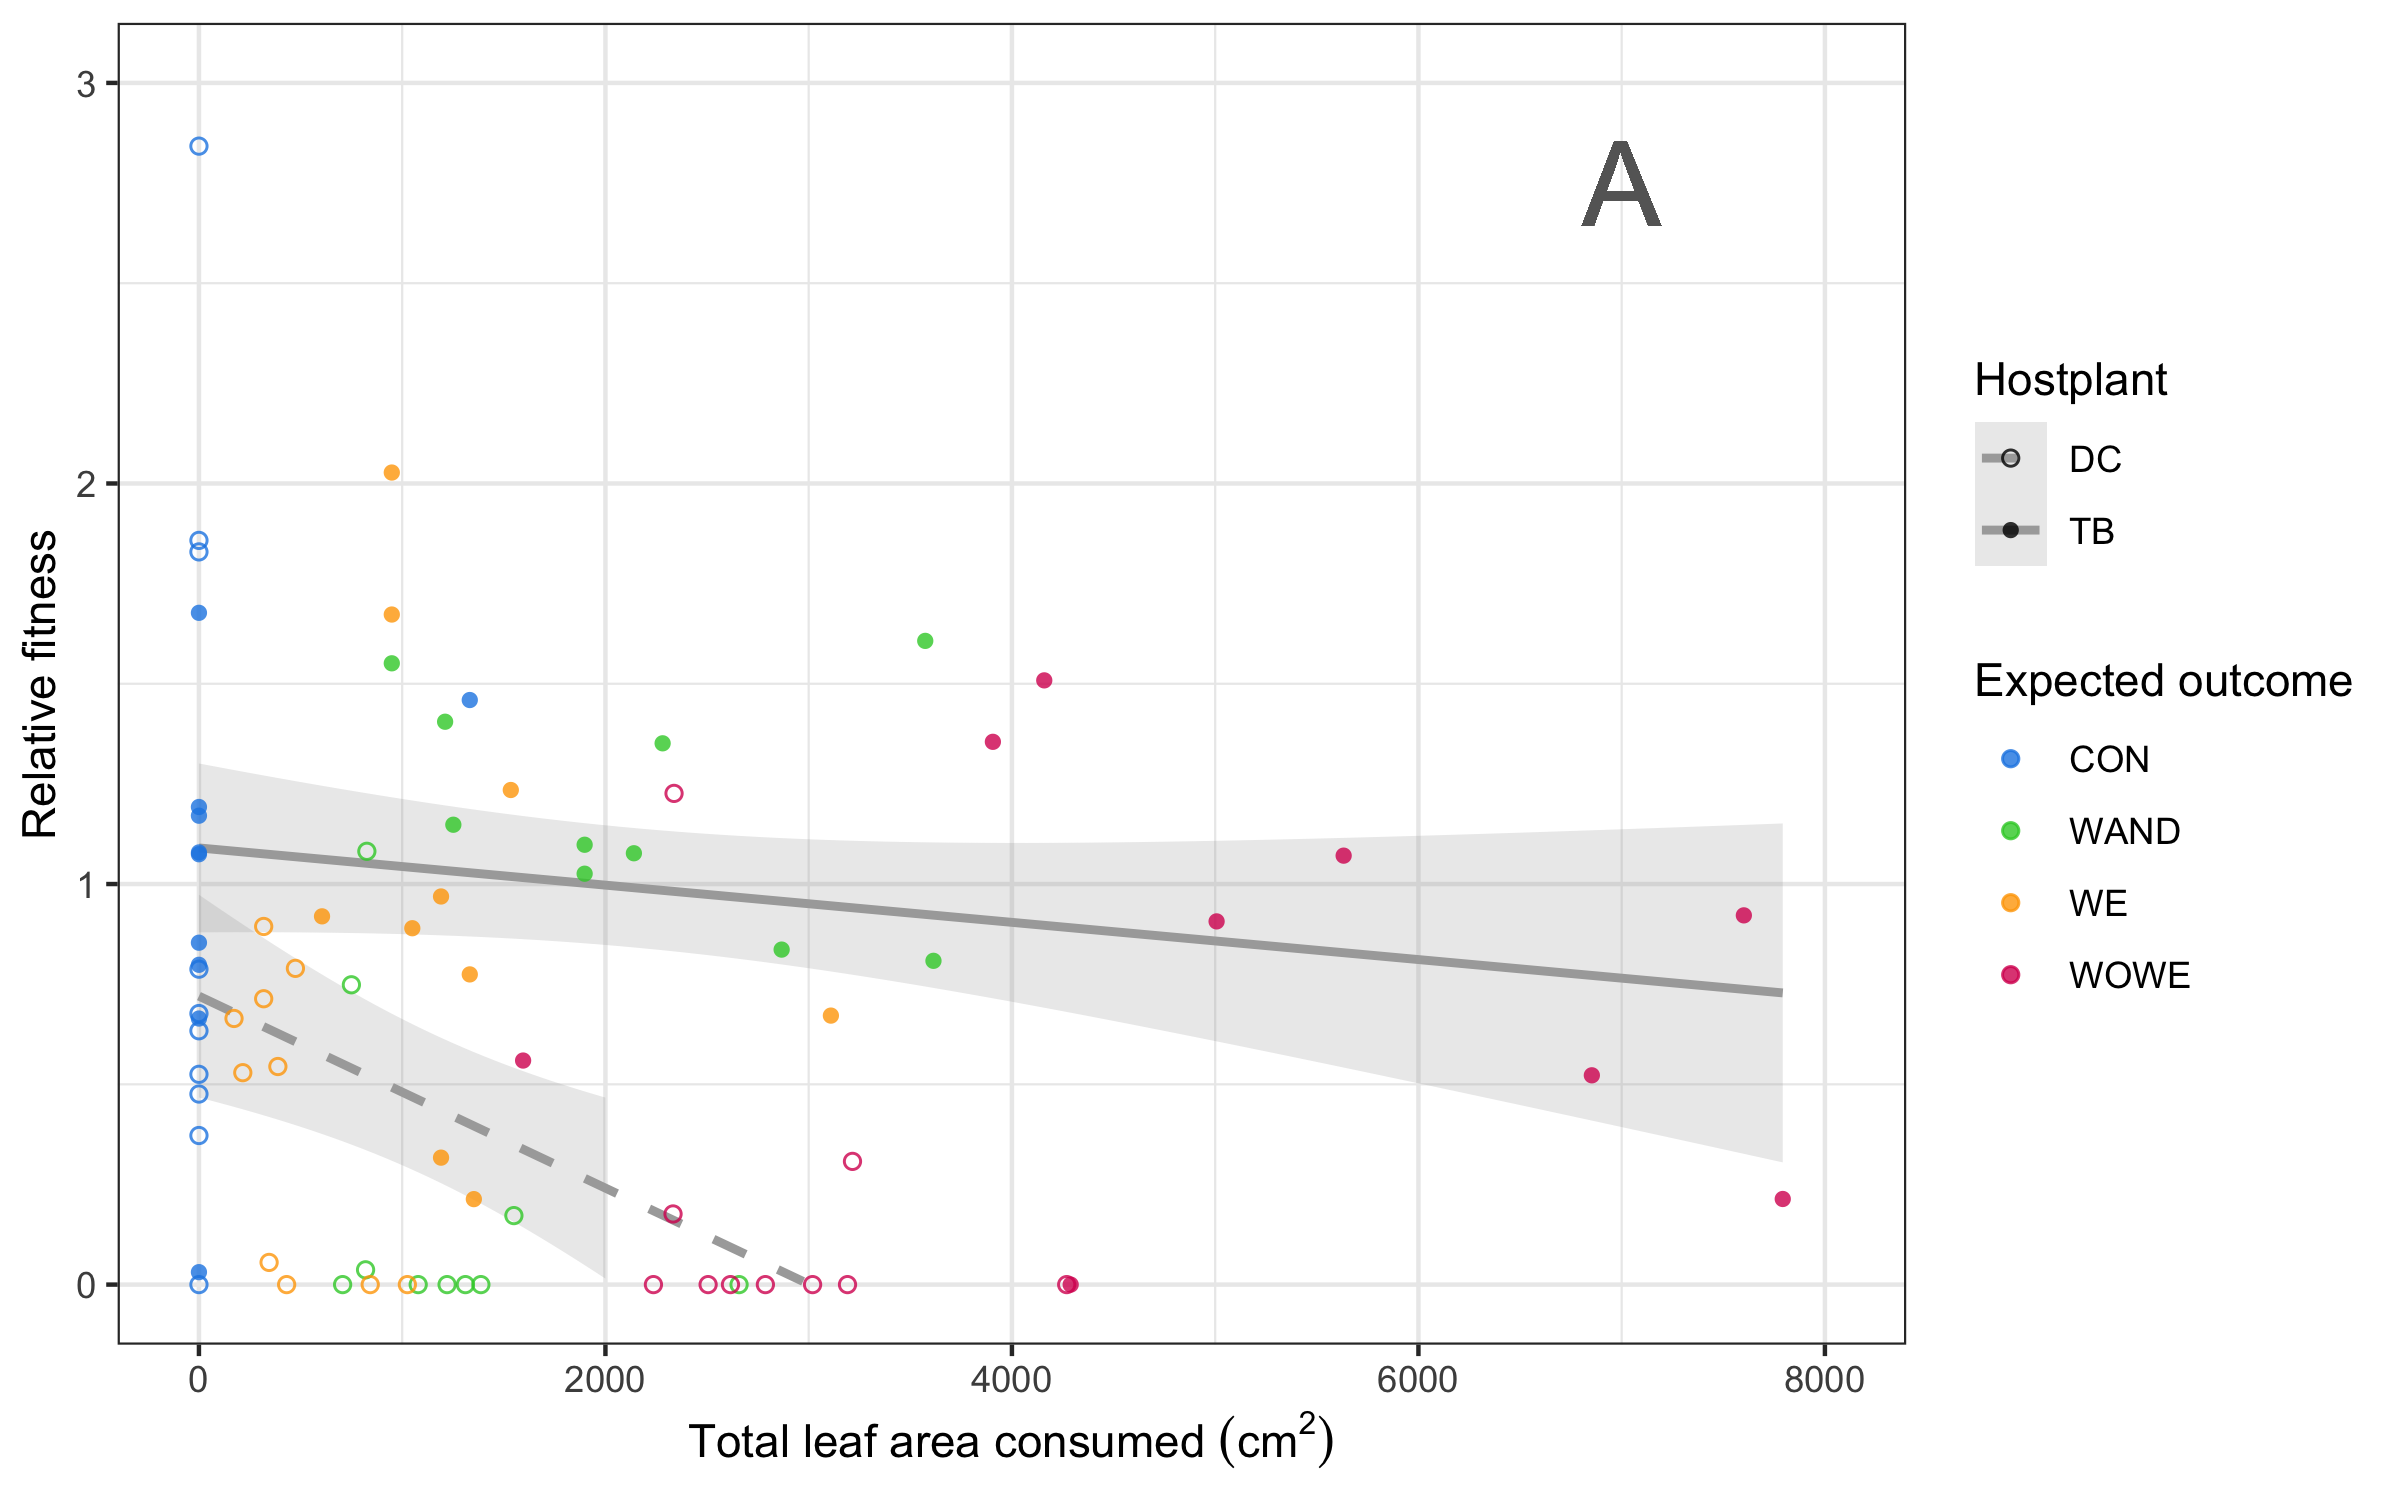 A
3
2
1
0
Relative fitness
0
2000
4000
6000
8000
Total leaf area consumed (cm²)
Hostplant
DC
TB
Expected outcome
CON
WAND
WE
WOWE